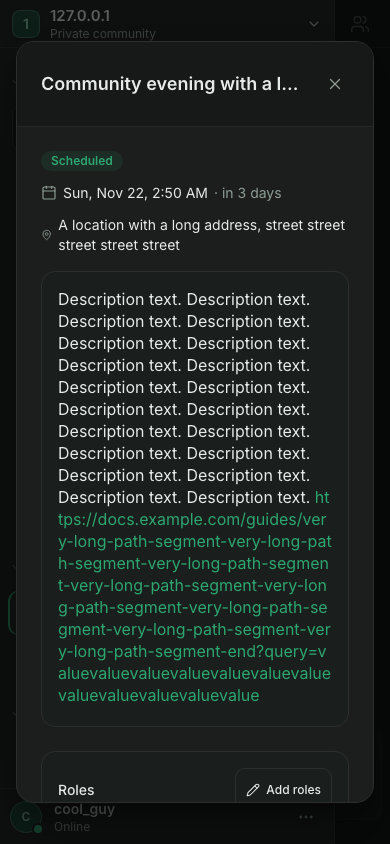 1
127.0.0.1
Private community
Community evening with a l...
Scheduled
Sun, Nov 22, 2:50 AM · in 3 days
A location with a long address, street street
street street street
Description text. Description text.
Description text. Description text.
Description text. Description text.
Description text. Description text.
Description text. Description text.
Description text. Description text.
Description text. Description text.
Description text. Description text.
Description text. Description text.
Description text. Description text. ht
tps://docs.example.com/guides/ver
y-long-path-segment-very-long-pat
h-segment-very-long-path-segmen
t-very-long-path-segment-very-lon
g-path-segment-very-long-path-se
gment-very-long-path-segment-ver
y-long-path-segment-end?query=v
aluevaluevaluevaluevaluevaluevalue
valuevaluevaluevaluevalue
Roles
Add roles
C
cool_guy
Online